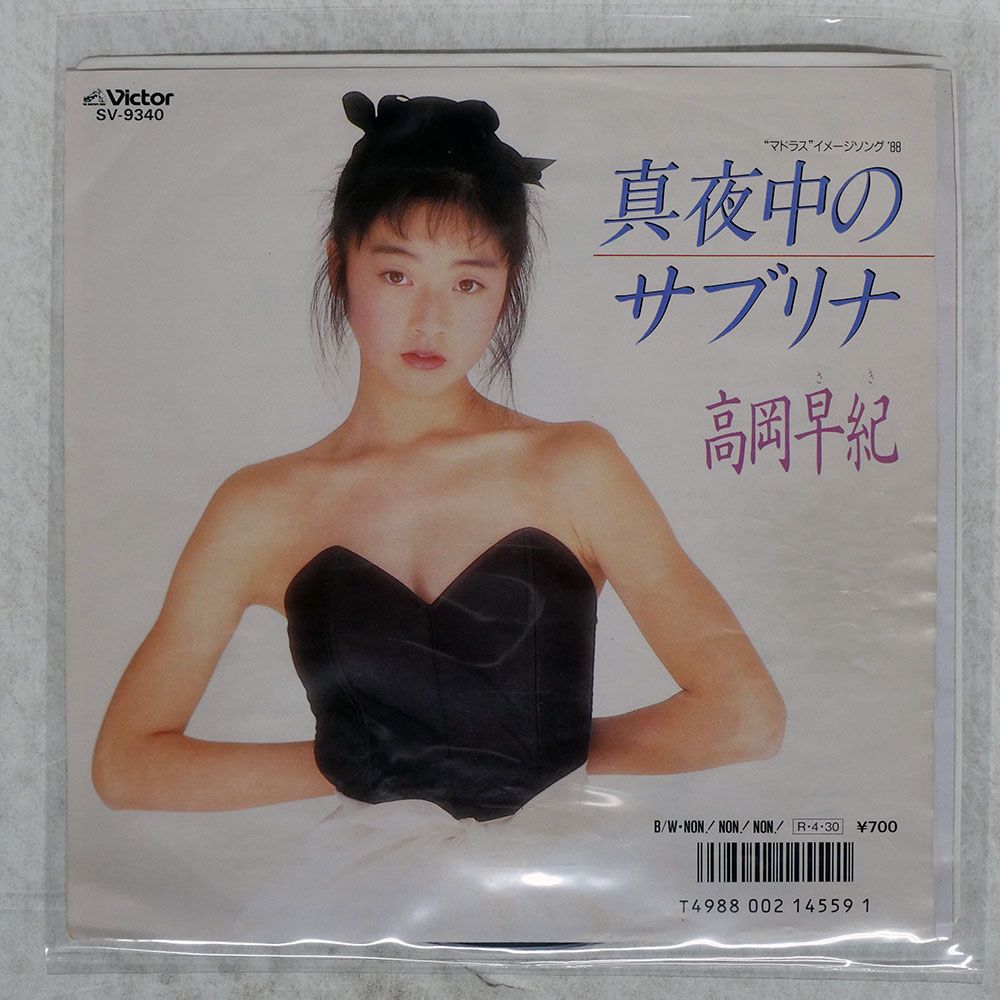 Victor
SV-9340
“マドラス”イメージソング '88
真夜中の
サブリナ
さき
高岡早紀
B/W・NON! NON! NON! R・4・30 ¥700
T4988 002 14559 1